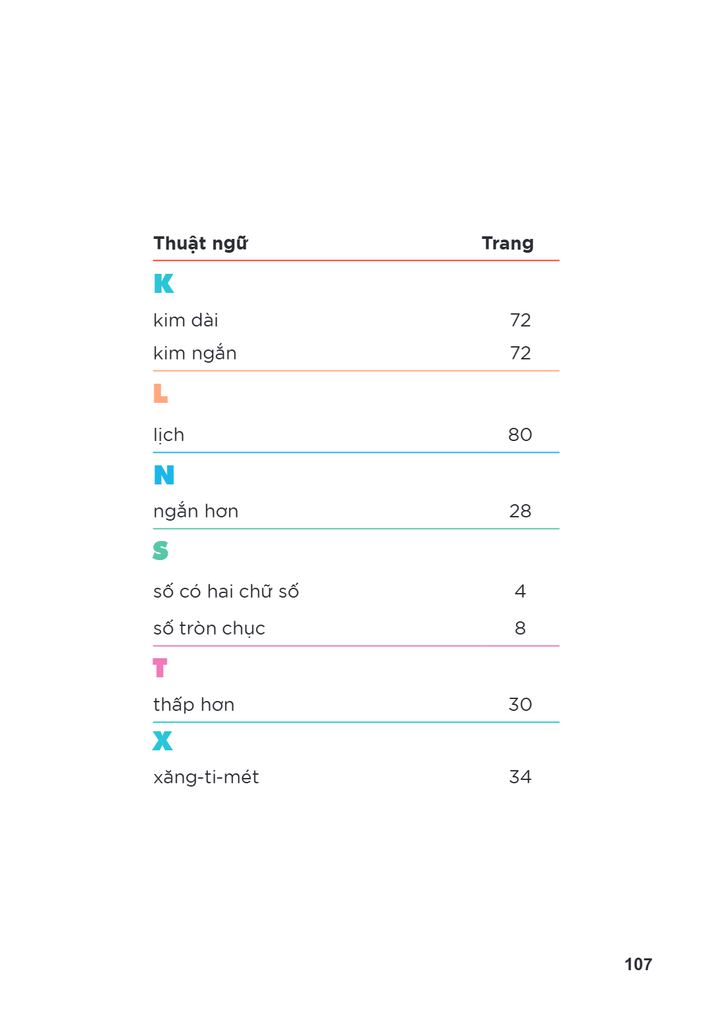 Thuật ngữ Trang
K
kim dài 72
kim ngắn 72
L
lịch 80
N
ngắn hơn 28
S
số có hai chữ số 4
số tròn chục 8
T
thấp hơn 30
X
xăng-ti-mét 34
107